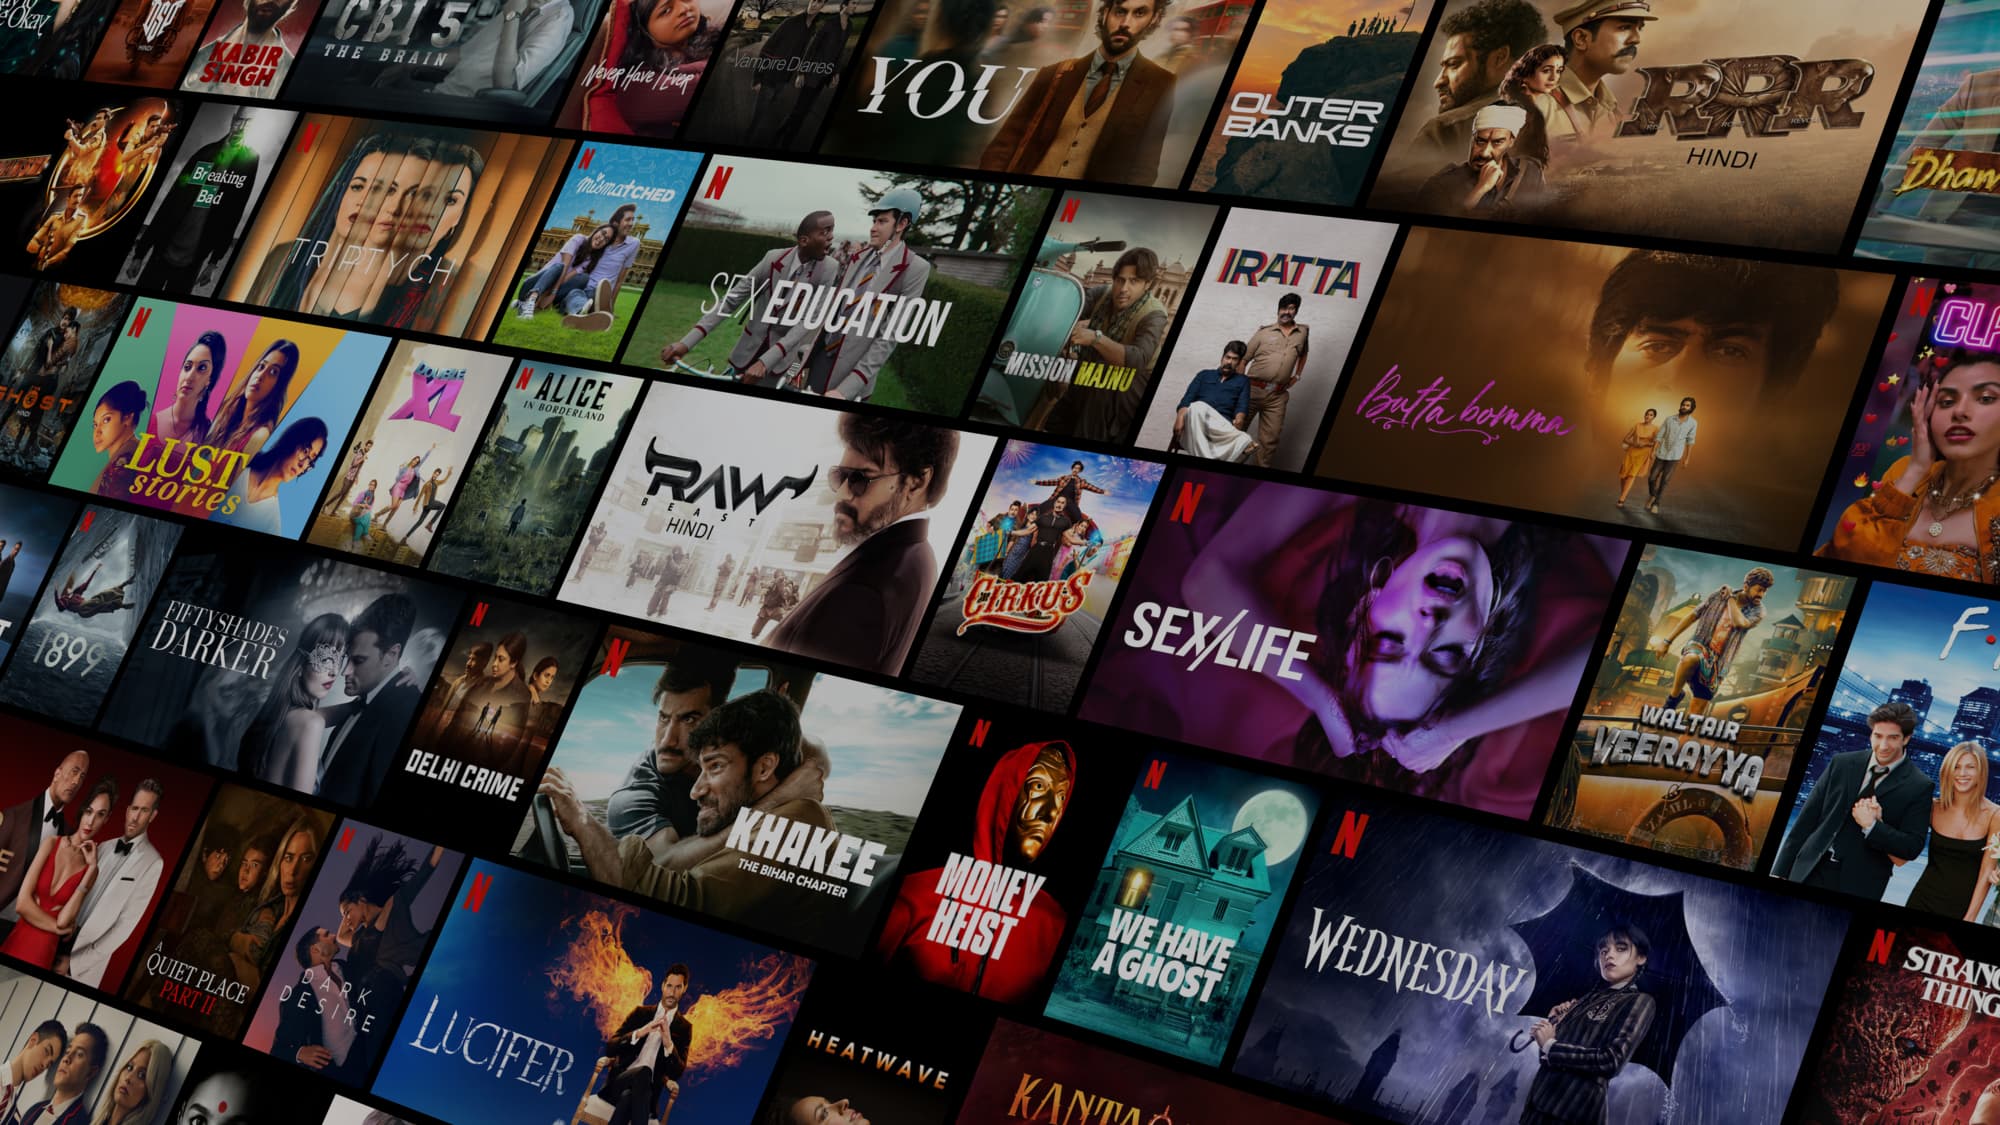 Okay
HINDI
KABIR
SINGH
CBI 5
THE BRAIN
Never Have I Ever
Vampire Diaries
YOU
OUTER
BANKS
RRR
HINDI
Breaking
Bad
N
TRIPTYCH
N
Mismatched
N
SEX EDUCATION
N
MISSION MAJNU
IRATTA
Butta bomma
N
CLA
GHOST
HINDI
N
LUST
stories
DOUBLE
XL
N
ALICE
IN BORDERLAND
RAW
BEAST
HINDI
CIRKUS
N
SEX/LIFE
WALTAIR
VEERAYYA
F
N
1899
FIFTY SHADES
DARKER
N
DELHI CRIME
N
KHAKEE
THE BIHAR CHAPTER
N
MONEY
HEIST
N
WE HAVE
A GHOST
N
WEDNESDAY
N
STRANG
THING
A
QUIET PLACE
PART II
N
DARK
DESIRE
N
LUCIFER
HEATWAVE
KANTA